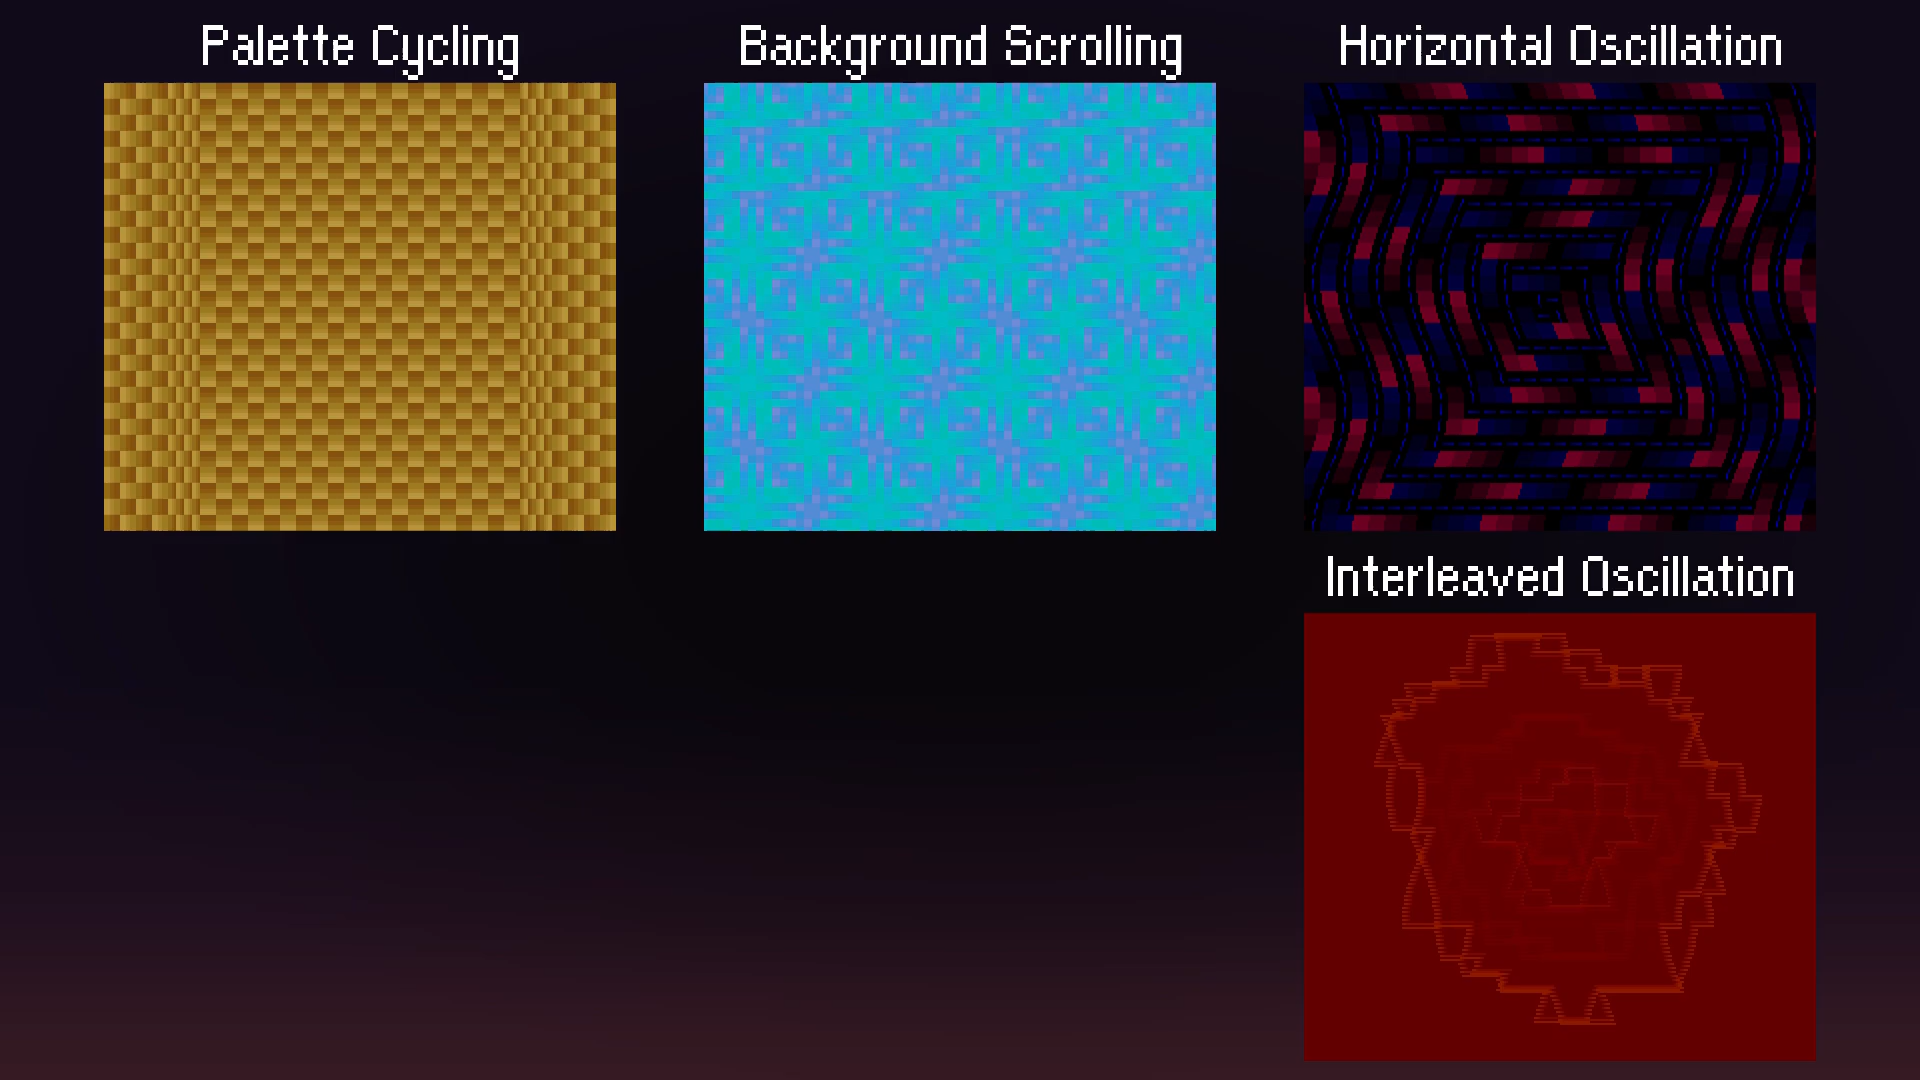 Palette Cycling
Background Scrolling
Horizontal Oscillation
Interleaved Oscillation